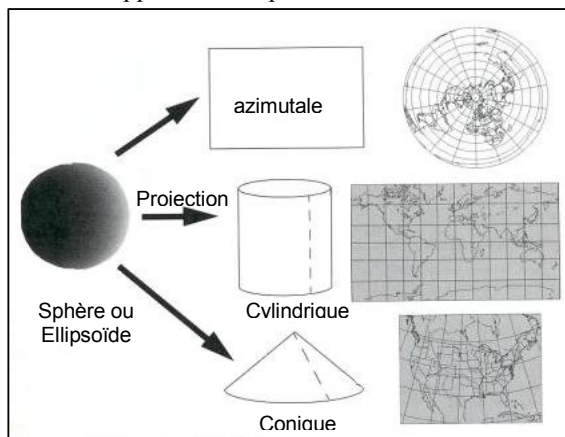 azimutale
Projection
Sphère ou
Ellipsoïde
Cylindrique
Conique